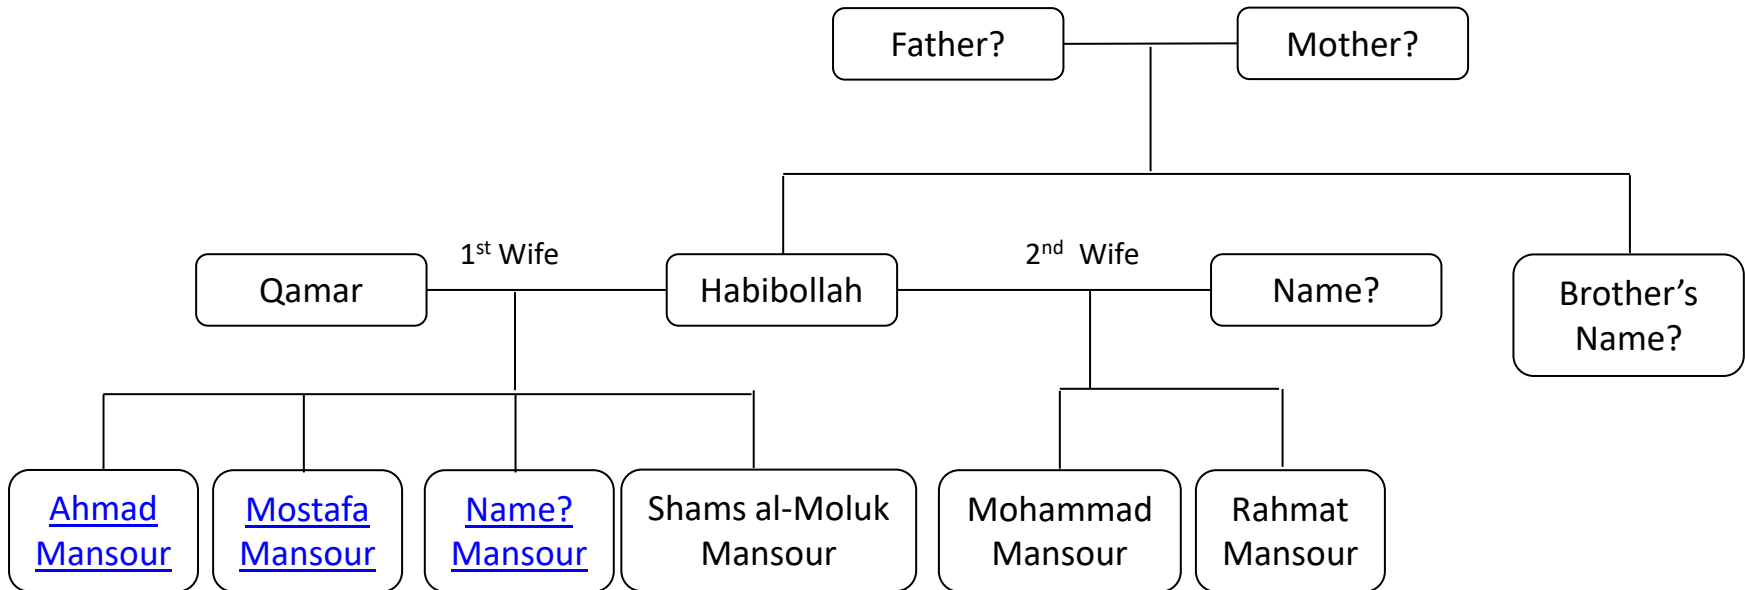 Father?
Mother?
1st Wife
2nd Wife
Qamar
Habibollah
Name?
Brother’s
Name?
Ahmad
Mansour
Mostafa
Mansour
Name?
Mansour
Shams al-Moluk
Mansour
Mohammad
Mansour
Rahmat
Mansour